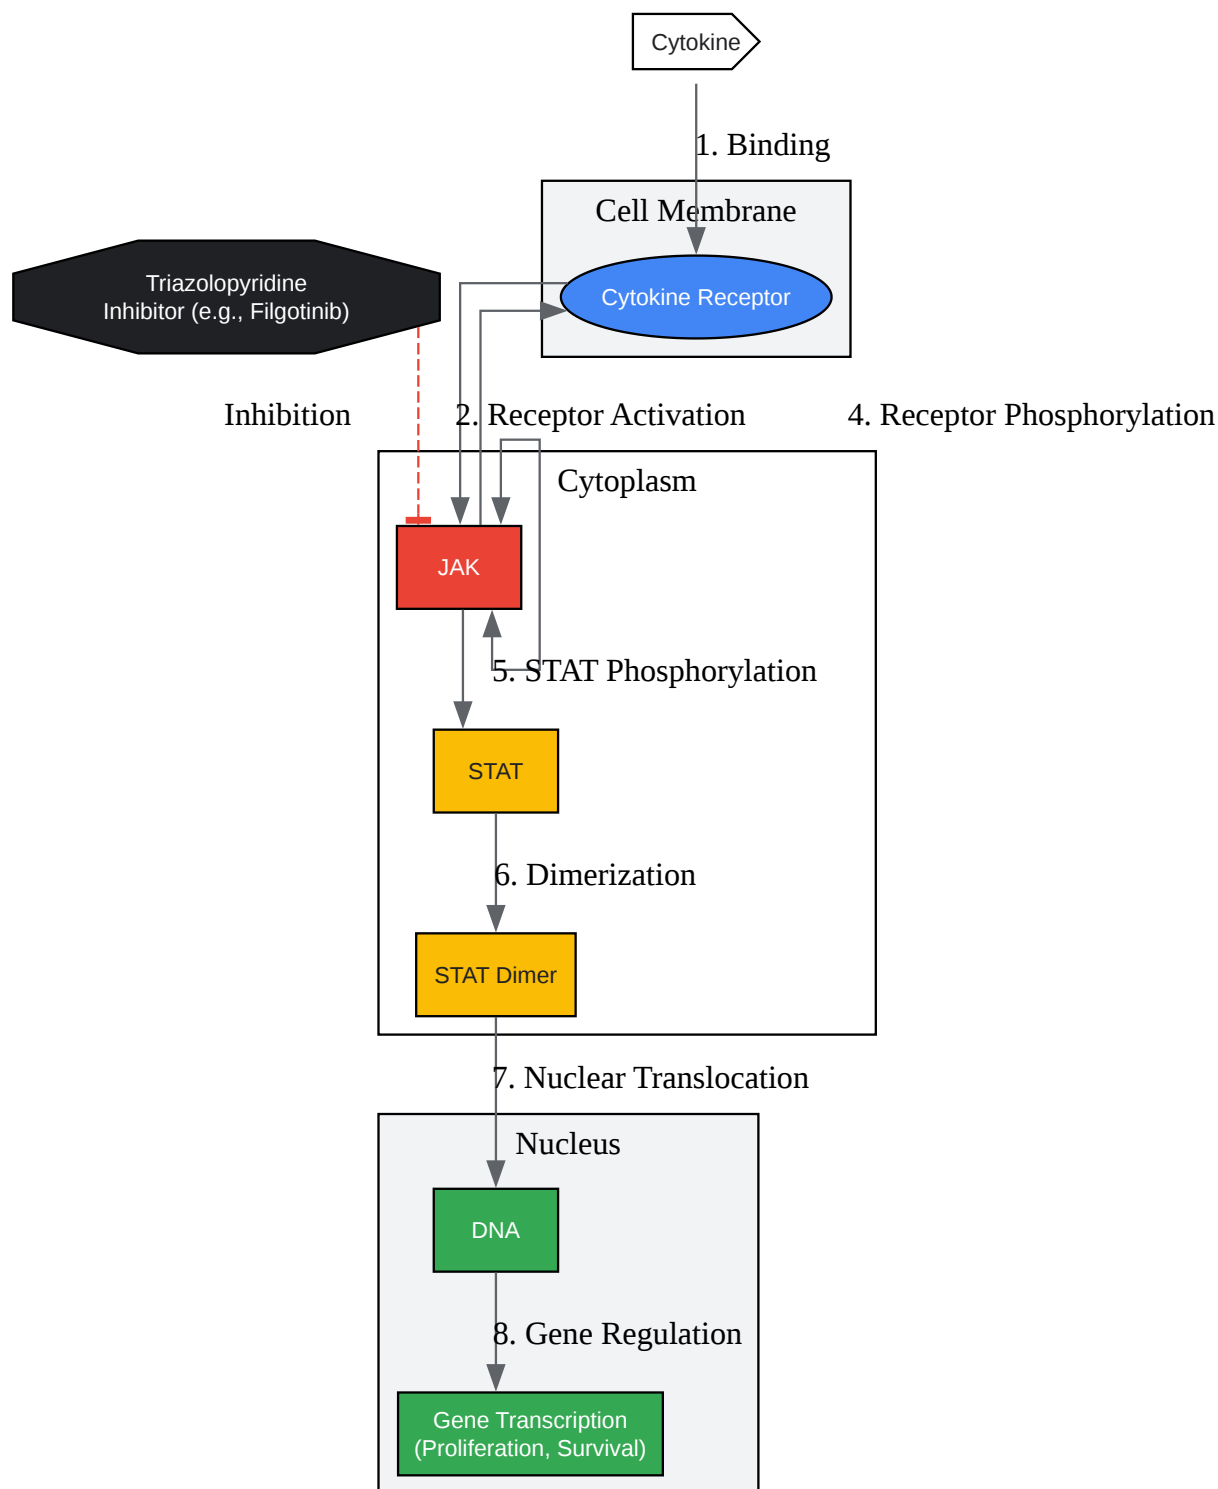 Cytokine
1. Binding
Cell Membrane
Triazolopyridine
Inhibitor (e.g., Filgotinib)
Cytokine Receptor
Inhibition
2. Receptor Activation
4. Receptor Phosphorylation
Cytoplasm
JAK
5. STAT Phosphorylation
STAT
6. Dimerization
STAT Dimer
7. Nuclear Translocation
Nucleus
DNA
8. Gene Regulation
Gene Transcription
(Proliferation, Survival)